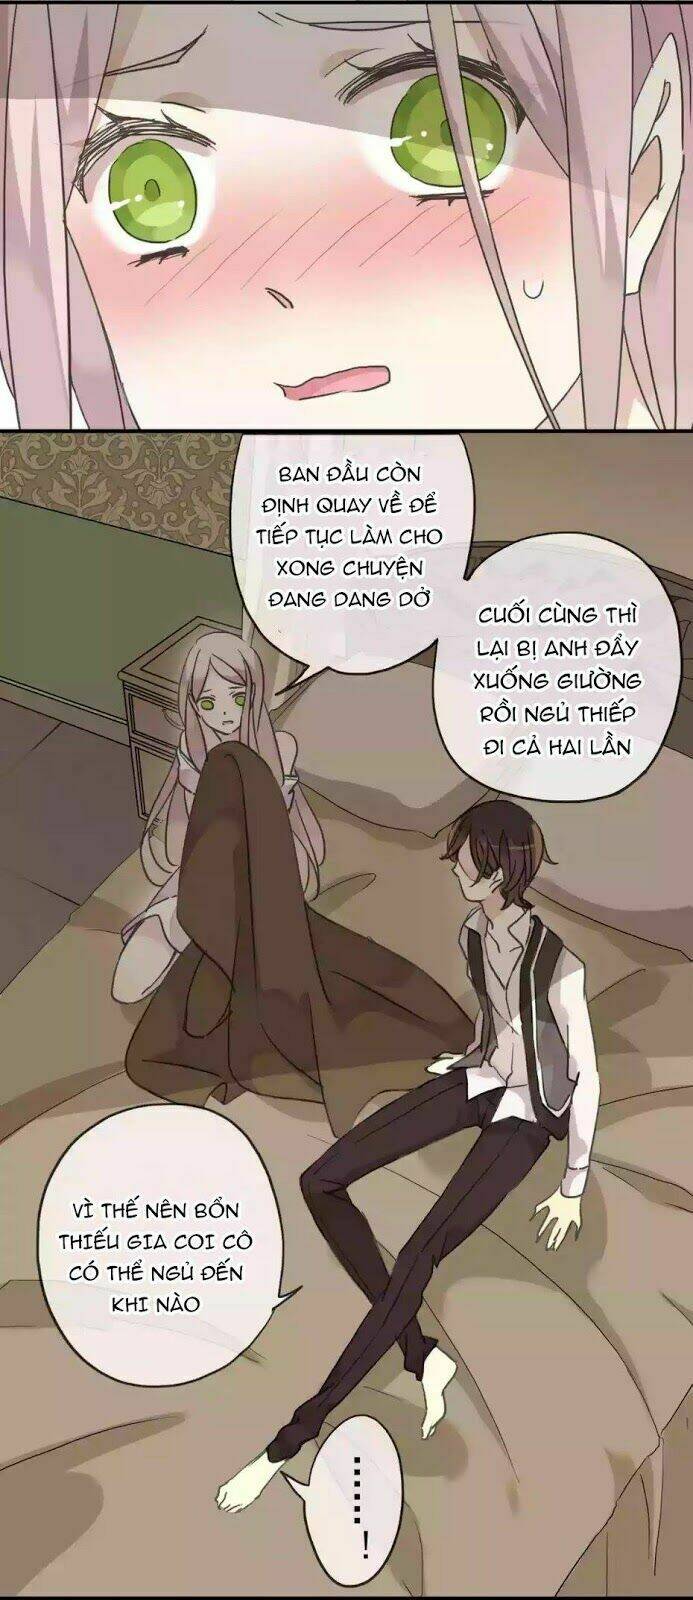 BAN ĐẦU CÒN
ĐỊNH QUAY VỀ ĐỂ
TIẾP TỤC LÀM CHO
XONG CHUYỆN
ĐANG DANG DỞ
CUỐI CÙNG THÌ
LẠI BỊ ANH ĐẨY
XUỐNG GIƯỜNG
RỒI NGỦ THIẾP
ĐI CẢ HAI LẦN
VÌ THẾ NÊN BỔN
THIẾU GIA COI CÔ
CÓ THỂ NGỦ ĐẾN
KHI NÀO
......!